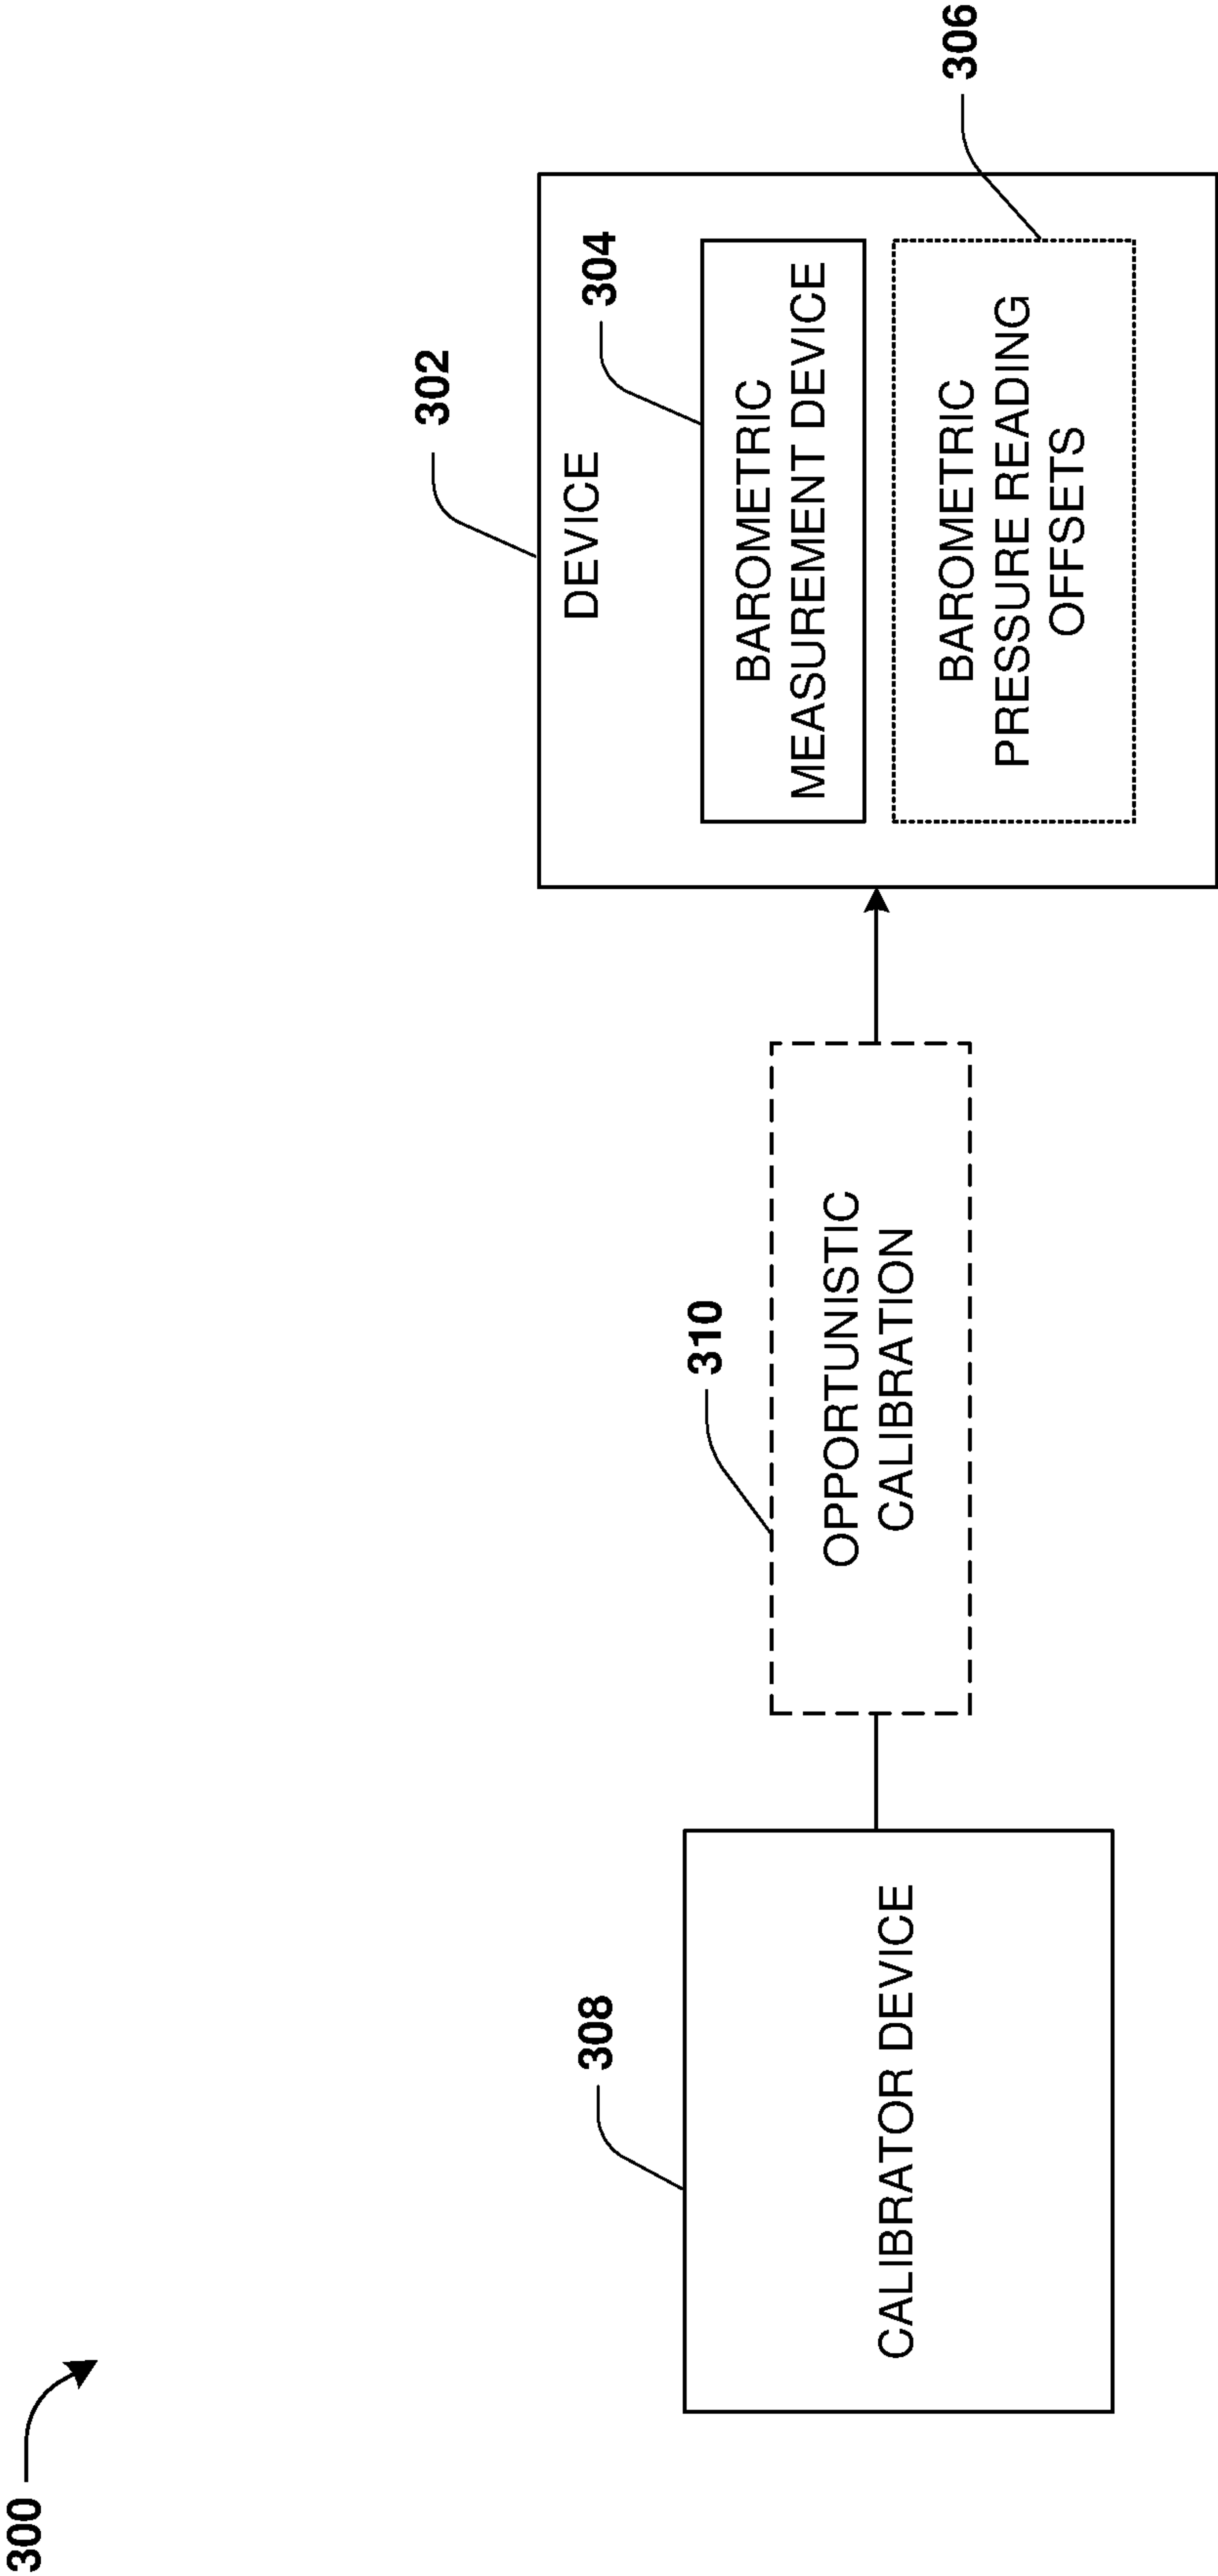 300
308
CALIBRATOR DEVICE
310
OPPORTUNISTIC
CALIBRATION
302
DEVICE
304
BAROMETRIC
MEASUREMENT DEVICE
306
BAROMETRIC
PRESSURE READING
OFFSETS